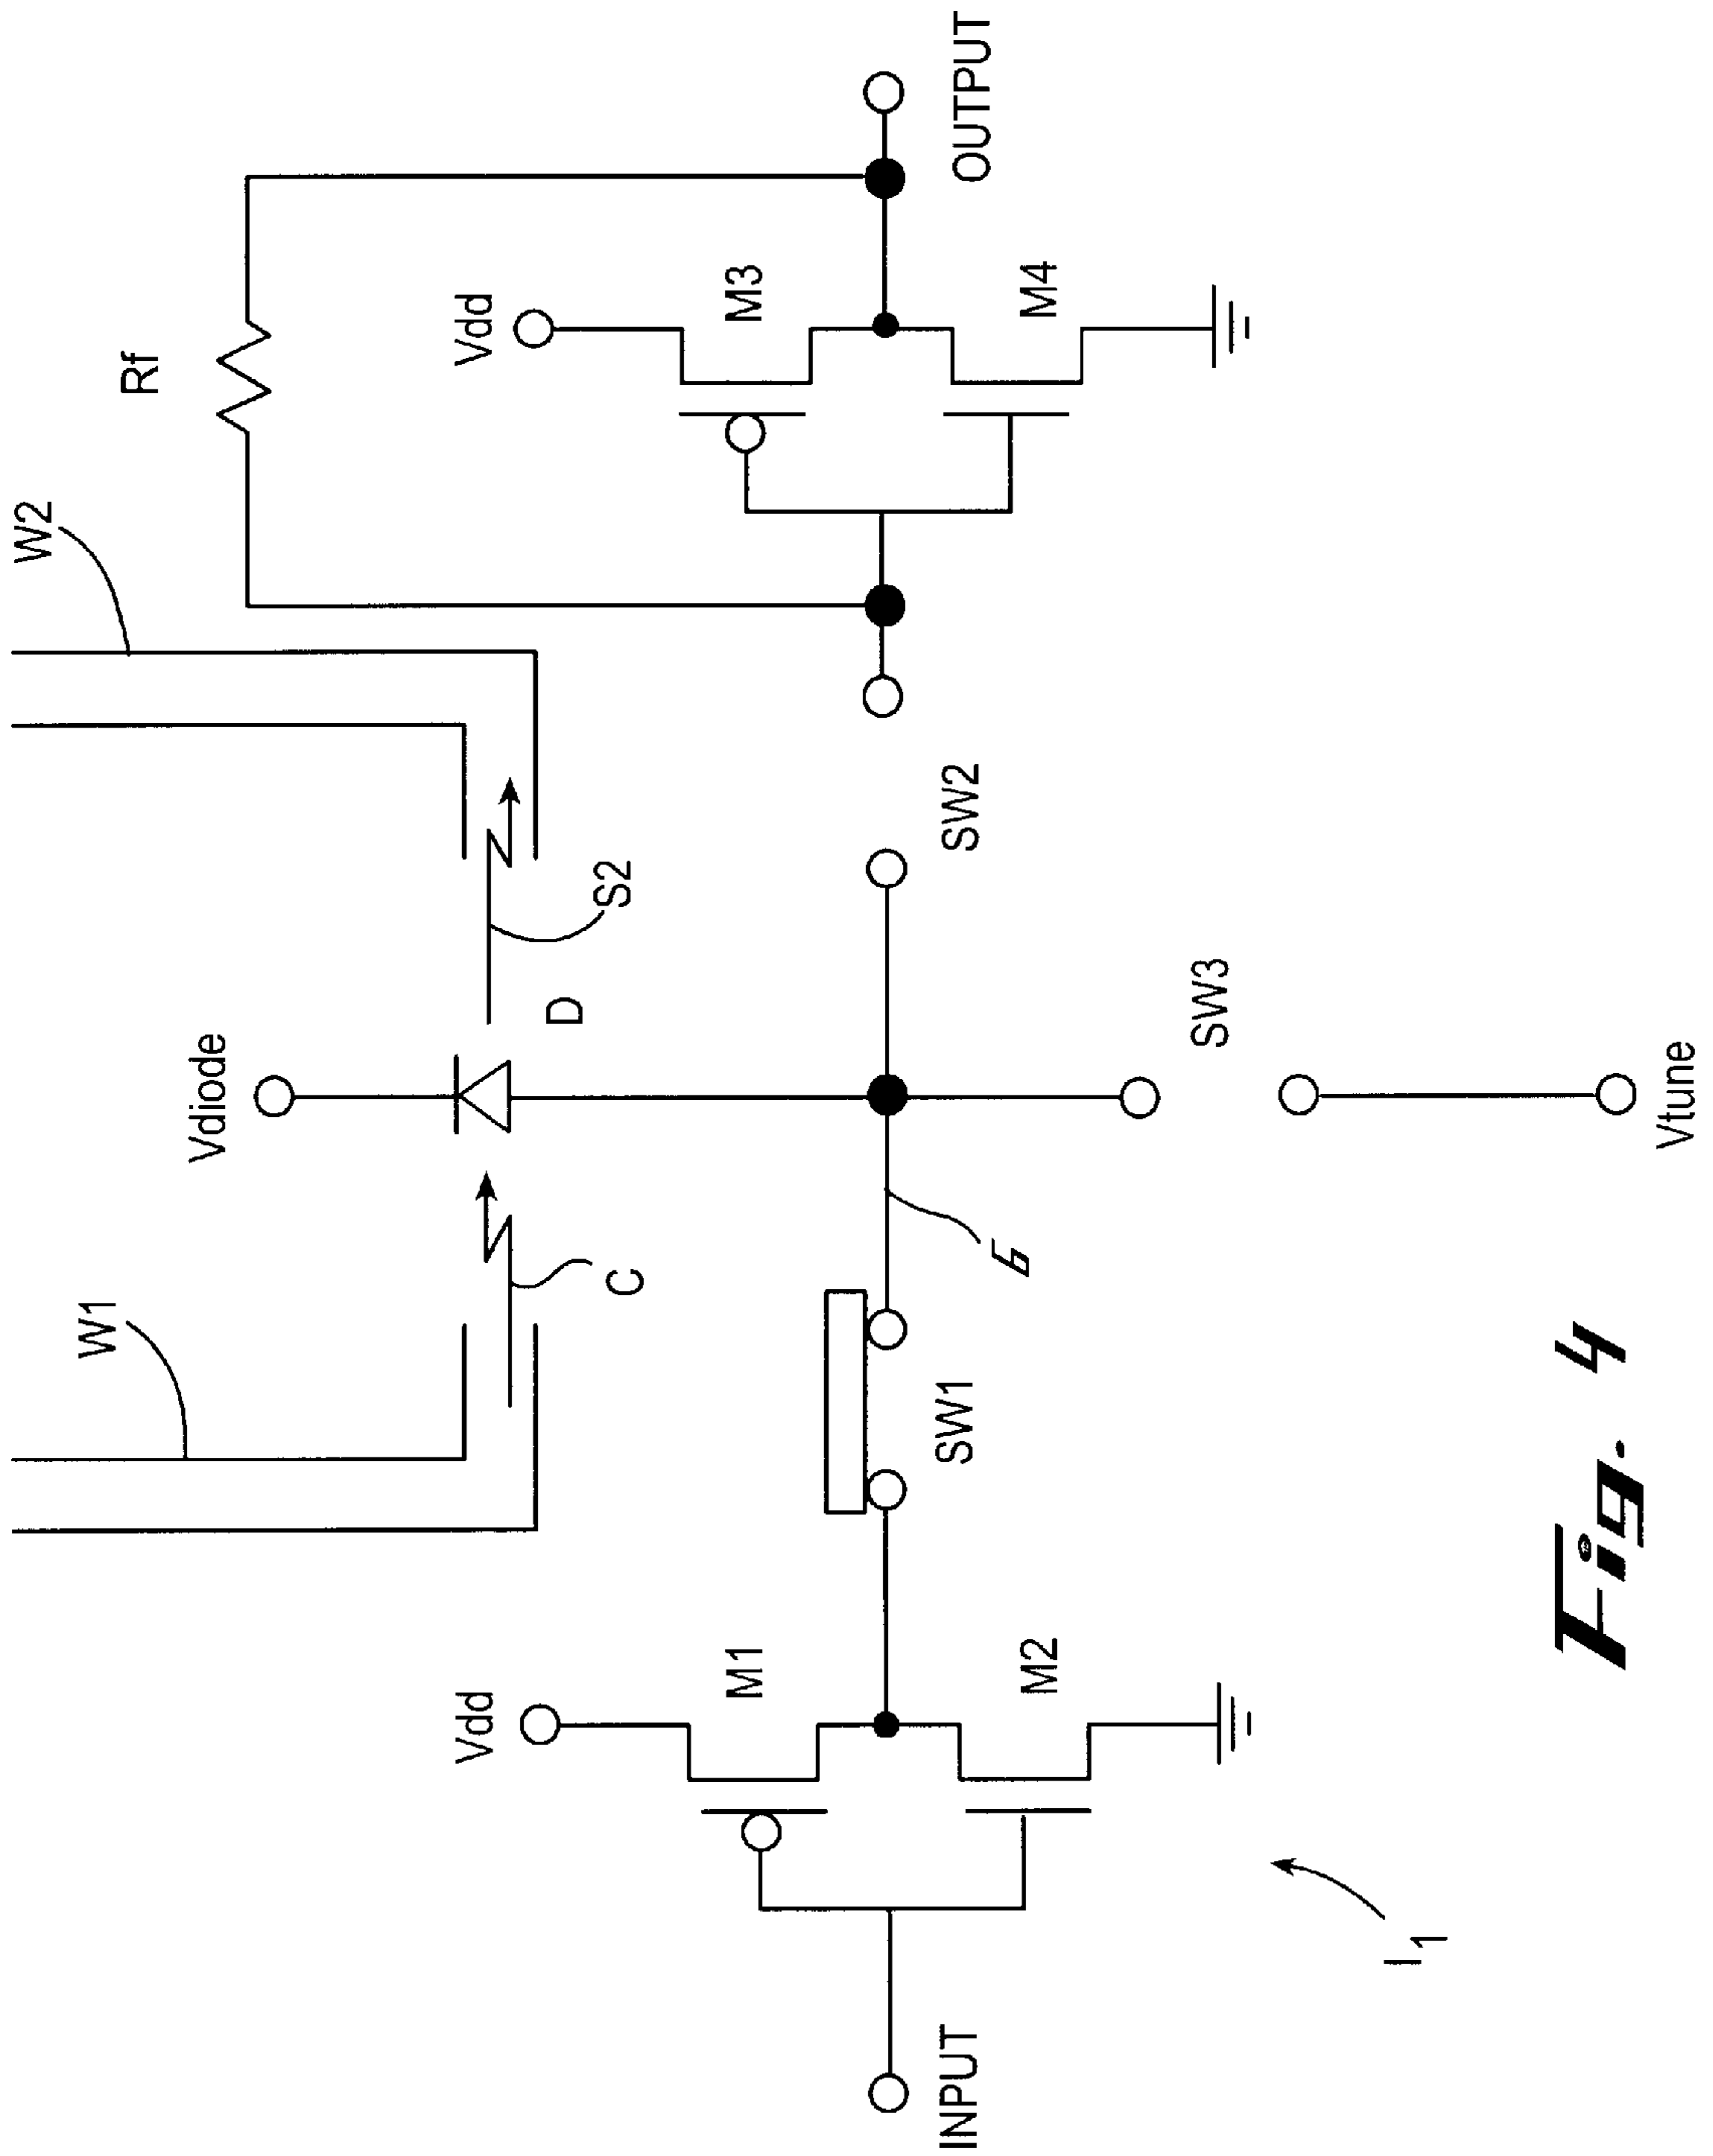 W1
W2
Rf
Vdiode
C
D
S2
Vdd
Vdd
M1
M3
SW1
SW2
INPUT
OUTPUT
M2
M4
6
SW3
I1
Vtune
Fig. 4